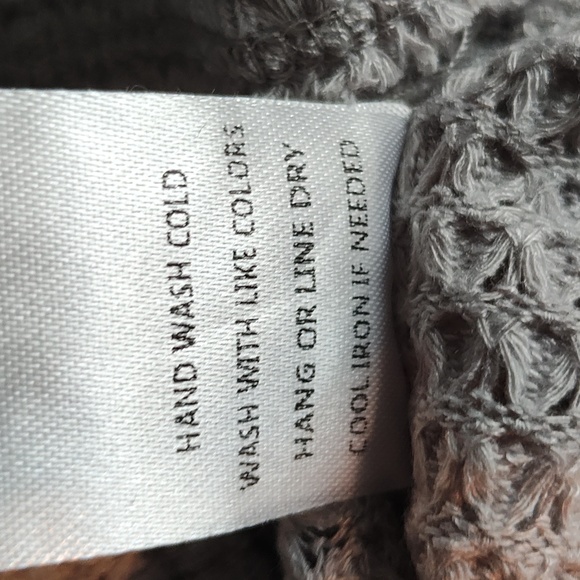 HAND WASH COLD
WASH WITH LIKE COLORS
HANG OR LINE DRY
COOL IRON IF NEEDED